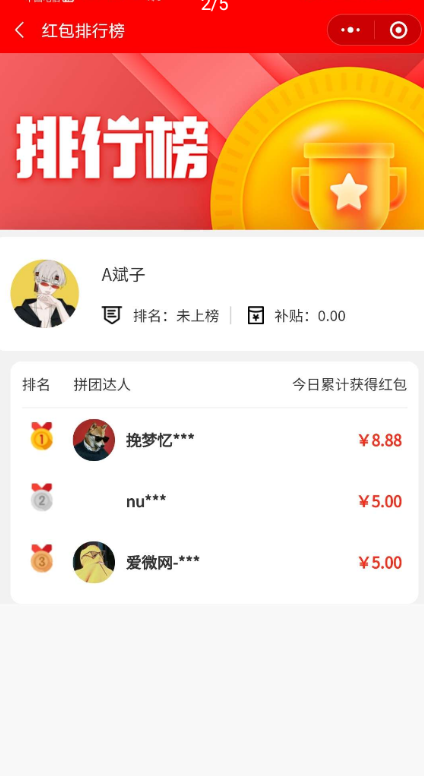 2/5
红包排行榜
排行榜
A斌子
排名：未上榜
补贴：0.00
排名 拼团达人 今日累计获得红包
1 挽梦忆*** ￥8.88
2 nu*** ￥5.00
3 爱微网-*** ￥5.00